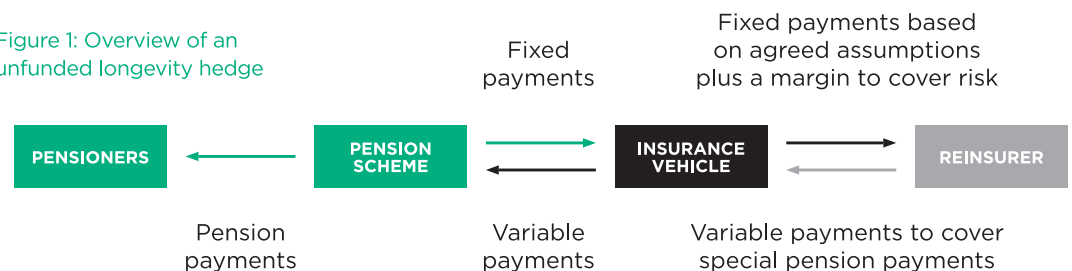 Figure 1: Overview of an
unfunded longevity hedge
Fixed
payments
Fixed payments based
on agreed assumptions
plus a margin to cover risk
PENSIONERS
PENSION
SCHEME
INSURANCE
VEHICLE
REINSURER
Pension
payments
Variable
payments
Variable payments to cover
special pension payments